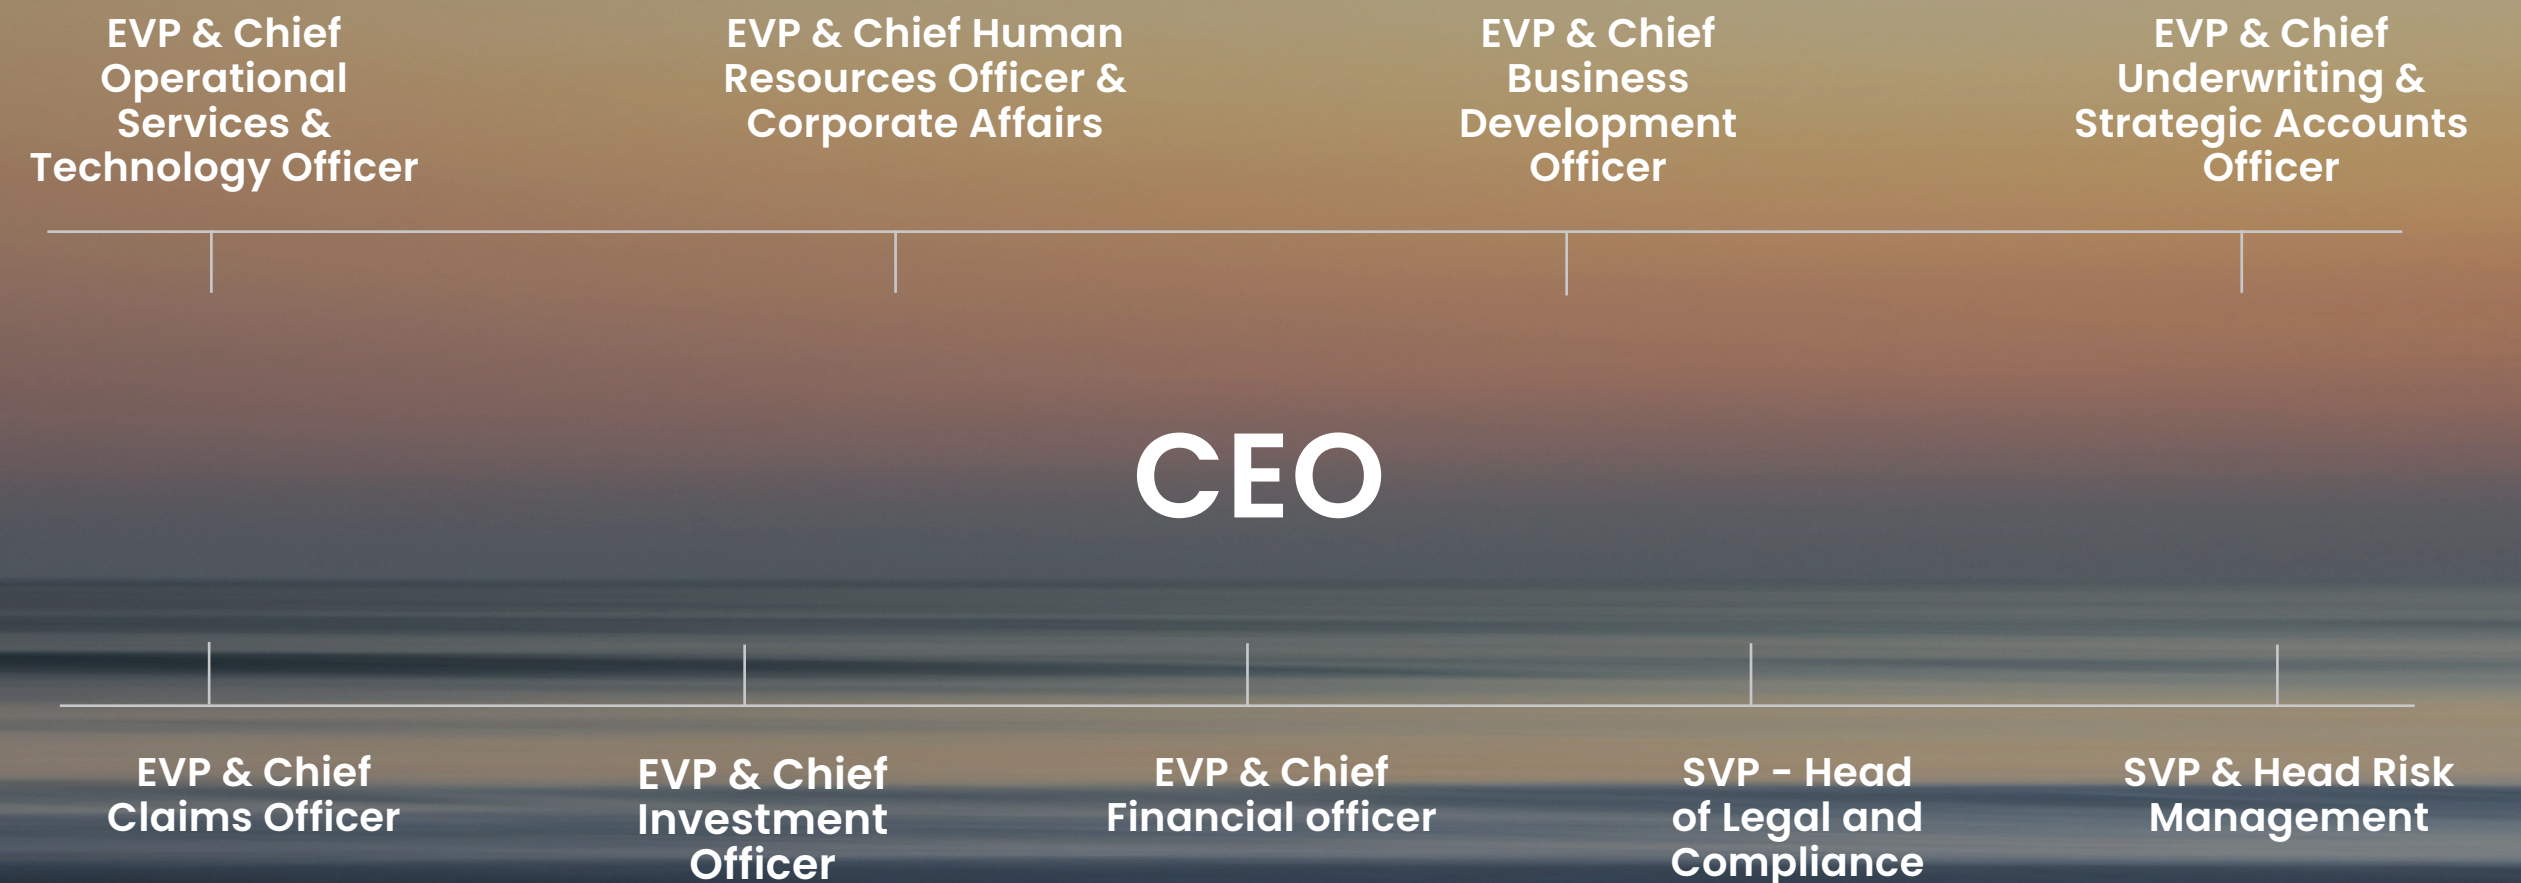 EVP & Chief
Operational
Services &
Technology Officer
EVP & Chief Human
Resources Officer &
Corporate Affairs
EVP & Chief
Business
Development
Officer
EVP & Chief
Underwriting &
Strategic Accounts
Officer
CEO
EVP & Chief
Claims Officer
EVP & Chief
Investment
Officer
EVP & Chief
Financial officer
SVP - Head
of Legal and
Compliance
SVP & Head Risk
Management